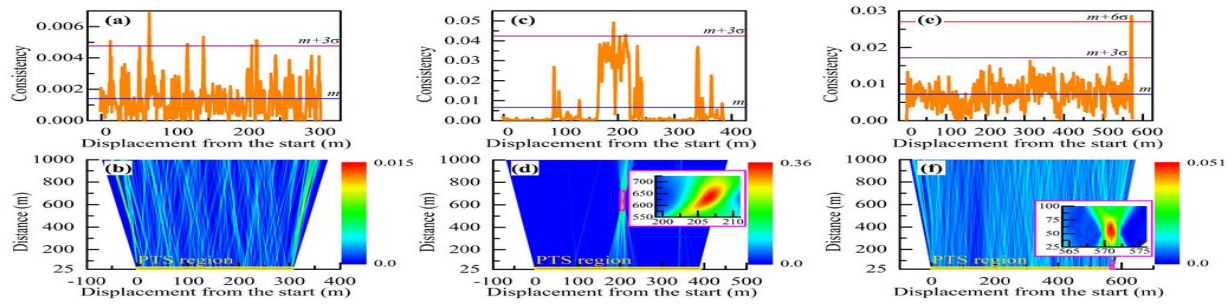 (a)
Consistency
0.006
0.004
0.002
0.000
m+3σ
m
0 100 200 300
Displacement from the start (m)
(c)
Consistency
0.05
0.04
0.03
0.02
0.01
0
m+3σ
m
0 100 200 300 400
Displacement from the start (m)
(e)
Consistency
0.03
0.02
0.01
0.00
m+6σ
m+3σ
m
0 100 200 300 400 500 600
Displacement from the start (m)
(b)
Distance (m)
1000
800
600
400
200
25
PTS region
-100 0 100 200 300 400
Displacement from the start (m)
0.015
0.0
(d)
Distance (m)
1000
800
600
400
200
25
PTS region
700
650
600
550
200 205 210
-100 0 100 200 300 400 500
Displacement from the start (m)
0.36
0.0
(f)
Distance (m)
1000
800
600
400
200
25
PTS region
100
75
50
25
565 570 575
0 200 400 600
Displacement from the start (m)
0.051
0.0